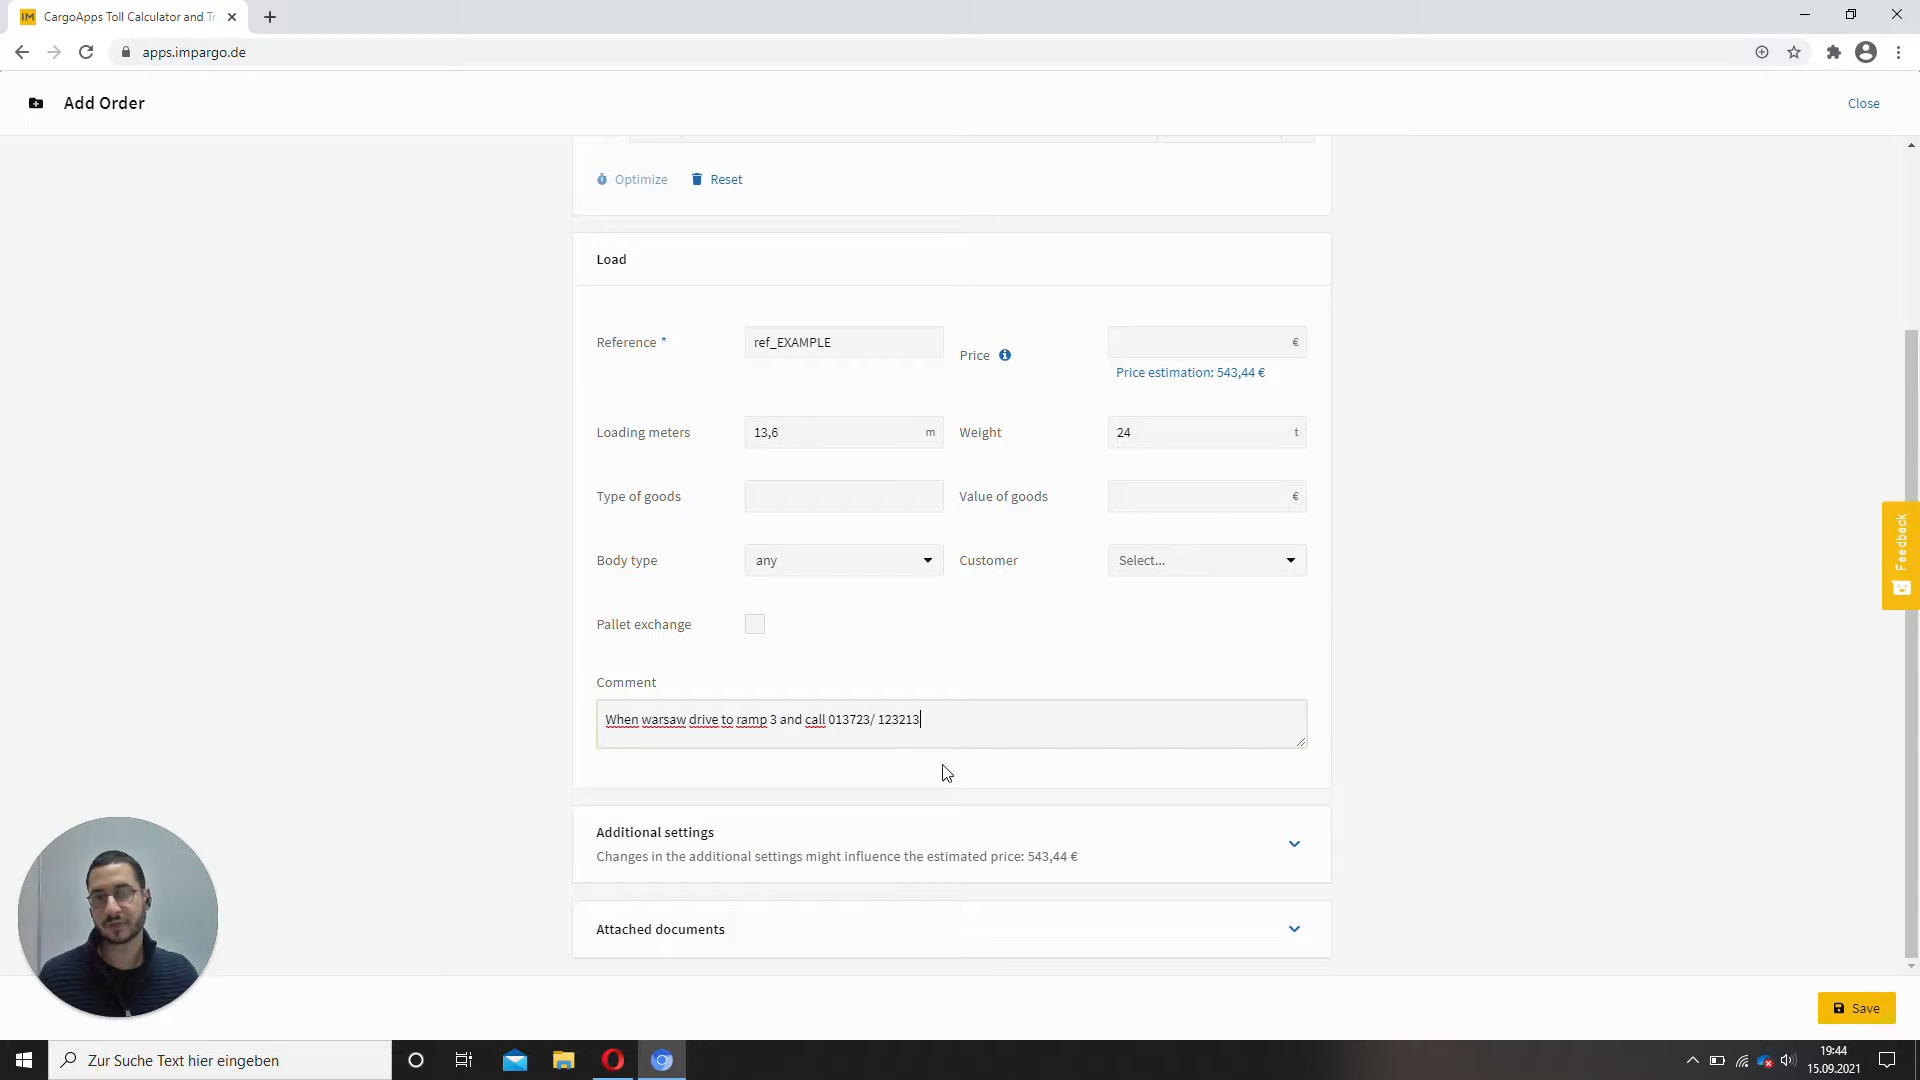 IM
CargoApps Toll Calculator and Tr
apps.impargo.de
Add Order
Close
Optimize
Reset
Load
Reference *
ref_EXAMPLE
Price
€
Price estimation: 543,44 €
Loading meters
13,6
m
Weight
24
t
Type of goods
Value of goods
€
Body type
any
Customer
Select...
Pallet exchange
Comment
When warsaw drive to ramp 3 and call 013723/ 123213
Additional settings
Changes in the additional settings might influence the estimated price: 543,44 €
Attached documents
Feedback
Save
Zur Suche Text hier eingeben
19:44
15.09.2021